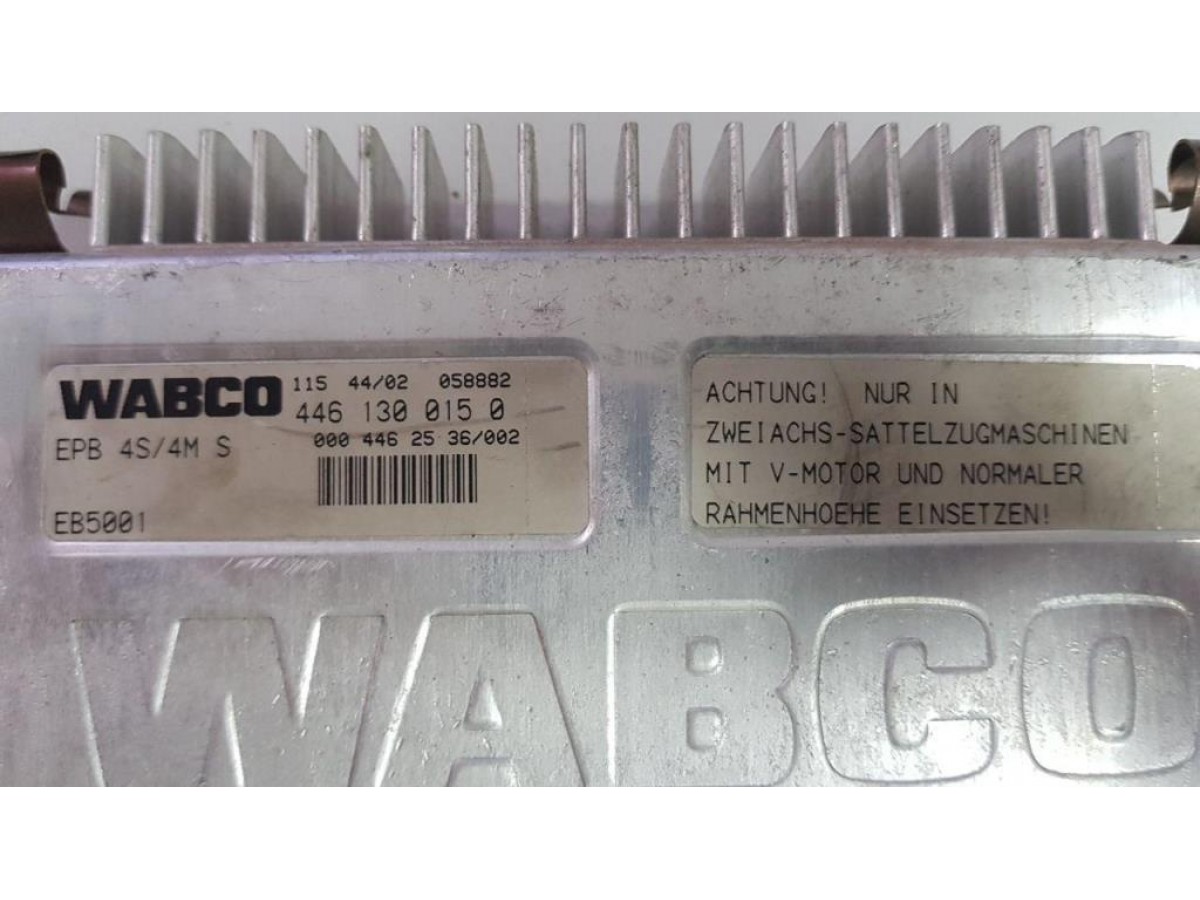 WABCO 115 44/02 058882
446 130 015 0
000 446 25 36/002
EPB 4S/4M S
EB5001
ACHTUNG! NUR IN
ZWEIACHS-SATTELZUGMASCHINEN
MIT V-MOTOR UND NORMALER
RAHMENHOEHE EINSETZEN!
WABCO